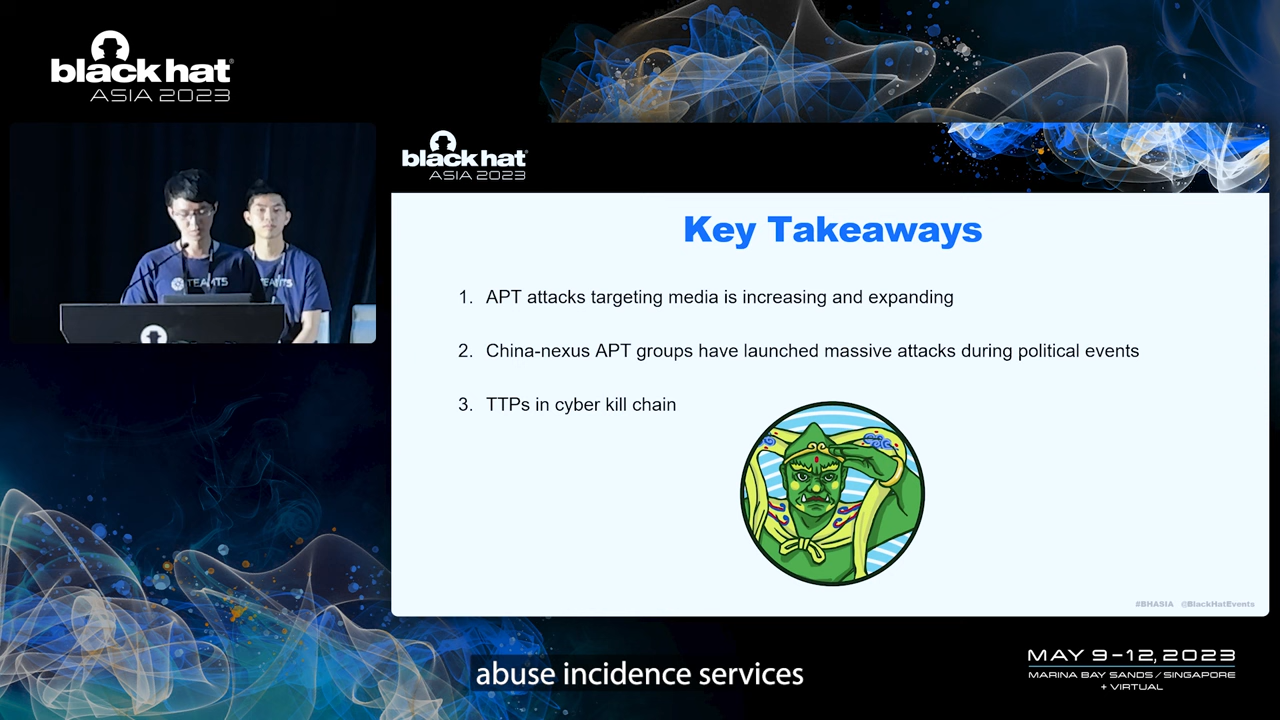 black hat
ASIA 2023
black hat
ASIA 2023
Key Takeaways
1. APT attacks targeting media is increasing and expanding
2. China-nexus APT groups have launched massive attacks during political events
3. TTPs in cyber kill chain
TEAMT5
TEAMT5
#BHASIA @BlackHatEvents
abuse incidence services
MAY 9-12, 2023
MARINA BAY SANDS / SINGAPORE
+ VIRTUAL